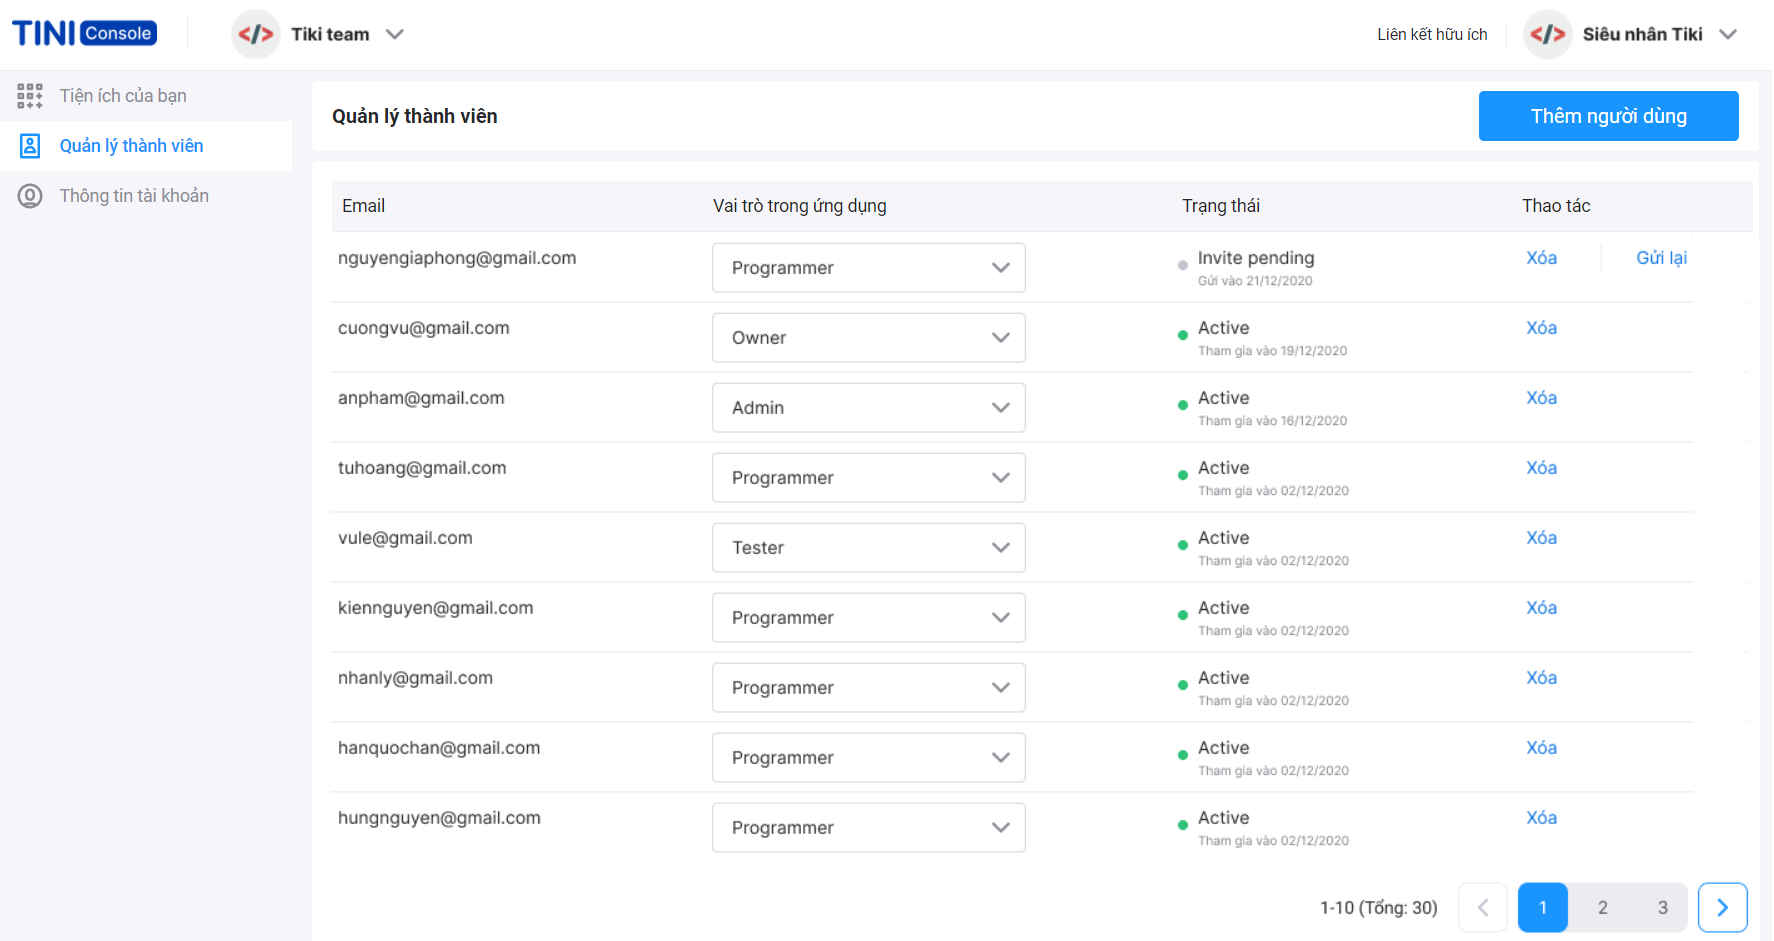 TINI Console
</> Tiki team
Liên kết hữu ích
</> Siêu nhân Tiki
Tiện ích của bạn
Quản lý thành viên
Thông tin tài khoản
Quản lý thành viên
Thêm người dùng
Email Vai trò trong ứng dụng Trạng thái Thao tác
nguyengiaphong@gmail.com Programmer Invite pending Xóa Gửi lại
Gửi vào 21/12/2020
cuongvu@gmail.com Owner Active Xóa
Tham gia vào 19/12/2020
anpham@gmail.com Admin Active Xóa
Tham gia vào 16/12/2020
tuhoang@gmail.com Programmer Active Xóa
Tham gia vào 02/12/2020
vule@gmail.com Tester Active Xóa
Tham gia vào 02/12/2020
kiennguyen@gmail.com Programmer Active Xóa
Tham gia vào 02/12/2020
nhanly@gmail.com Programmer Active Xóa
Tham gia vào 02/12/2020
hanquochan@gmail.com Programmer Active Xóa
Tham gia vào 02/12/2020
hungnguyen@gmail.com Programmer Active Xóa
Tham gia vào 02/12/2020
1-10 (Tổng: 30) 1 2 3